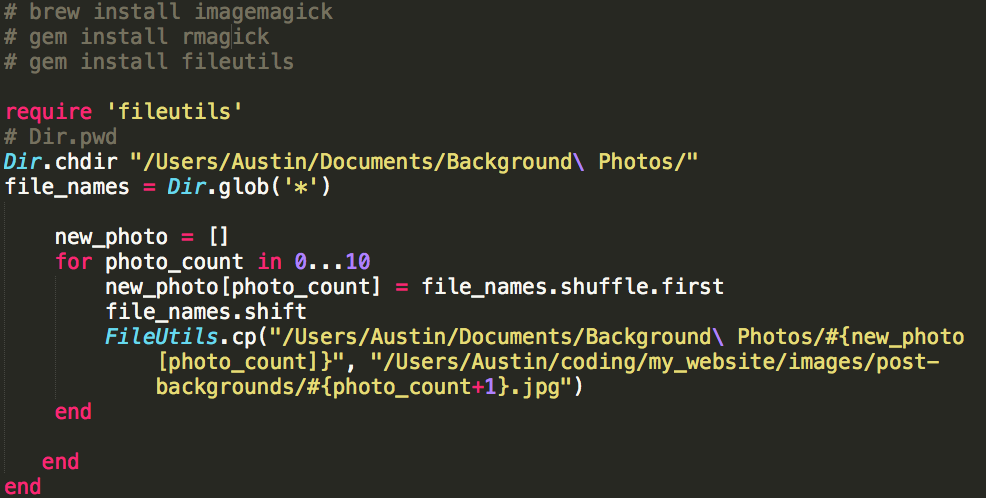 # brew install imagemagick
# gem install rmagick
# gem install fileutils
require 'fileutils'
# Dir.pwd
Dir.chdir "/Users/Austin/Documents/Background\ Photos/"
file_names = Dir.glob('*')
new_photo = []
for photo_count in 0...10
new_photo[photo_count] = file_names.shuffle.first
file_names.shift
FileUtils.cp("/Users/Austin/Documents/Background\ Photos/#{new_photo
[photo_count]}", "/Users/Austin/coding/my_website/images/post-
backgrounds/#{photo_count+1}.jpg")
end
end
end